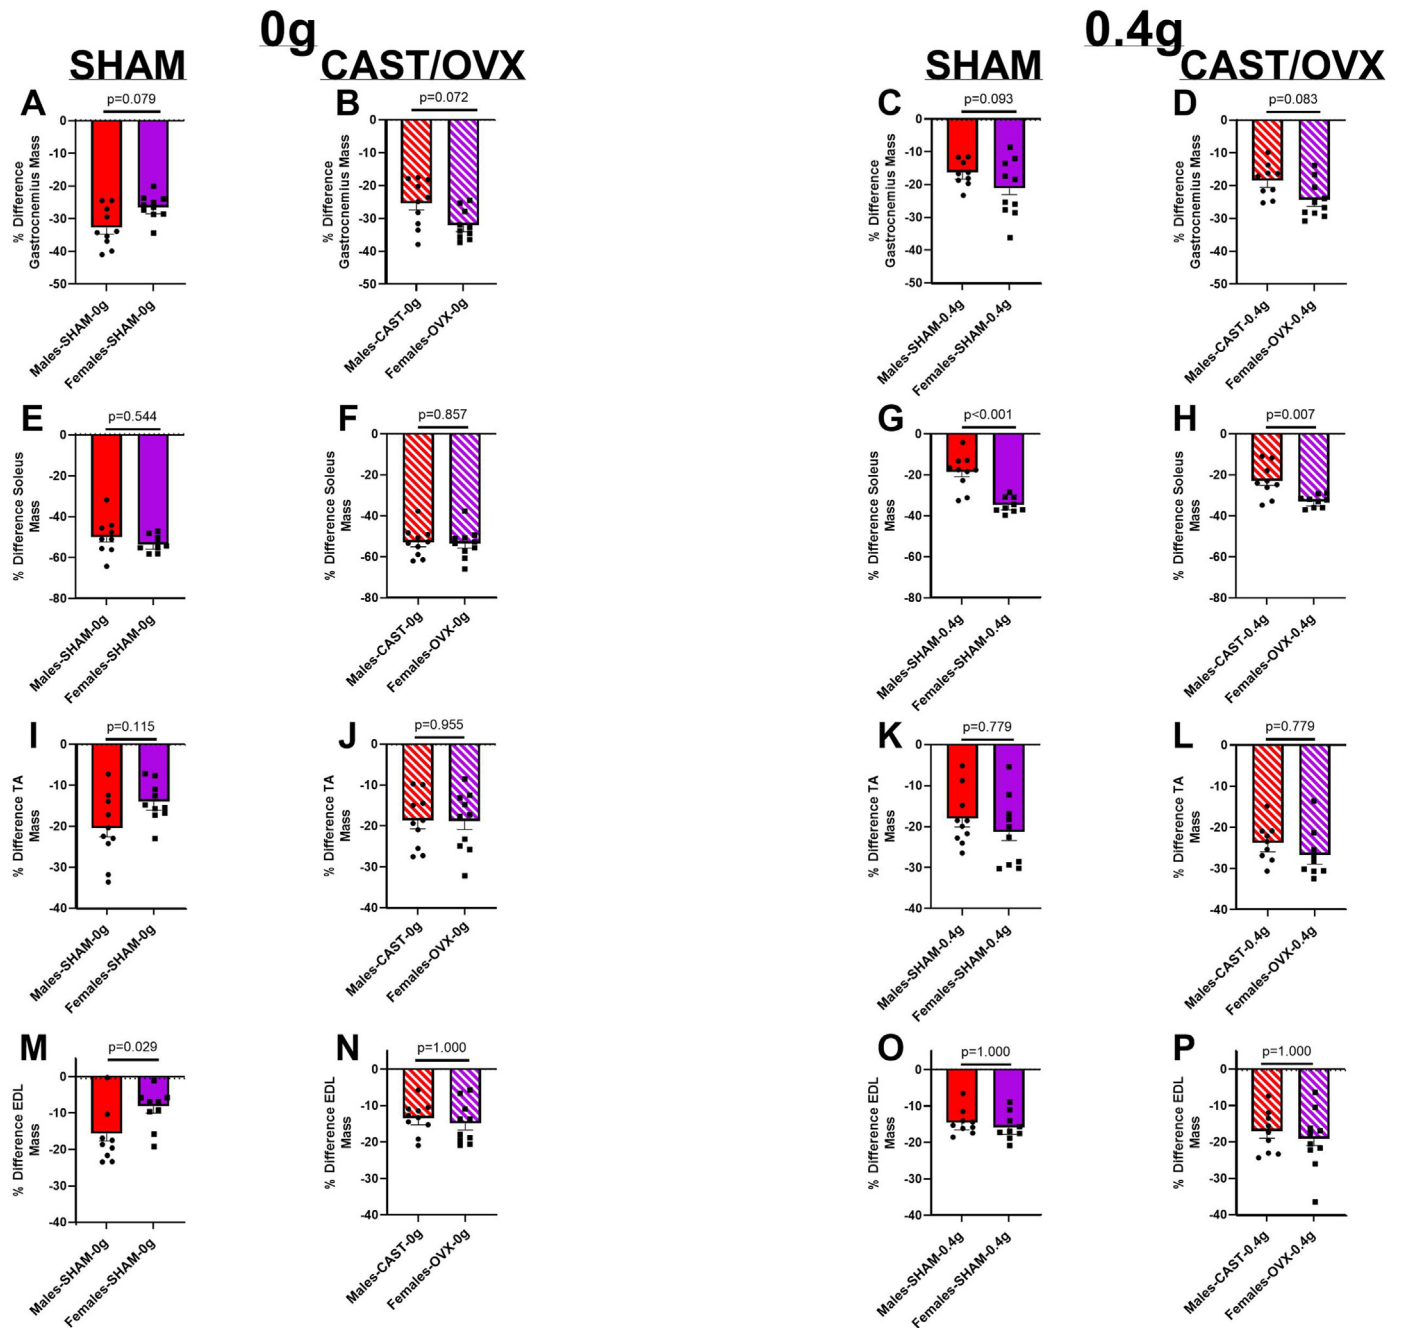 0g
0.4g
SHAM
CAST/OVX
SHAM
CAST/OVX
A
p=0.079
% Difference
Gastrocnemius Mass
0
-10
-20
-30
-40
-50
Males-SHAM-0g
Females-SHAM-0g
B
p=0.072
% Difference
Gastrocnemius Mass
0
-10
-20
-30
-40
-50
Males-CAST-0g
Females-OVX-0g
C
p=0.093
% Difference
Gastrocnemius Mass
0
-10
-20
-30
-40
-50
Males-SHAM-0.4g
Females-SHAM-0.4g
D
p=0.083
% Difference
Gastrocnemius Mass
0
-10
-20
-30
-40
-50
Males-CAST-0.4g
Females-OVX-0.4g
E
p=0.544
% Difference Soleus
Mass
0
-20
-40
-60
-80
Males-SHAM-0g
Females-SHAM-0g
F
p=0.857
% Difference Soleus
Mass
0
-20
-40
-60
-80
Males-CAST-0g
Females-OVX-0g
G
p<0.001
% Difference Soleus
Mass
0
-20
-40
-60
-80
Males-SHAM-0.4g
Females-SHAM-0.4g
H
p=0.007
% Difference Soleus
Mass
0
-20
-40
-60
-80
Males-CAST-0.4g
Females-OVX-0.4g
I
p=0.115
% Difference TA
Mass
0
-10
-20
-30
-40
Males-SHAM-0g
Females-SHAM-0g
J
p=0.955
% Difference TA
Mass
0
-10
-20
-30
-40
Males-CAST-0g
Females-OVX-0g
K
p=0.779
% Difference TA
Mass
0
-10
-20
-30
-40
Males-SHAM-0.4g
Females-SHAM-0.4g
L
p=0.779
% Difference TA
Mass
0
-10
-20
-30
-40
Males-CAST-0.4g
Females-OVX-0.4g
M
p=0.029
% Difference EDL
Mass
0
-10
-20
-30
-40
Males-SHAM-0g
Females-SHAM-0g
N
p=1.000
% Difference EDL
Mass
0
-10
-20
-30
-40
Males-CAST-0g
Females-OVX-0g
O
p=1.000
% Difference EDL
Mass
0
-10
-20
-30
-40
Males-SHAM-0.4g
Females-SHAM-0.4g
P
p=1.000
% Difference EDL
Mass
0
-10
-20
-30
-40
Males-CAST-0.4g
Females-OVX-0.4g